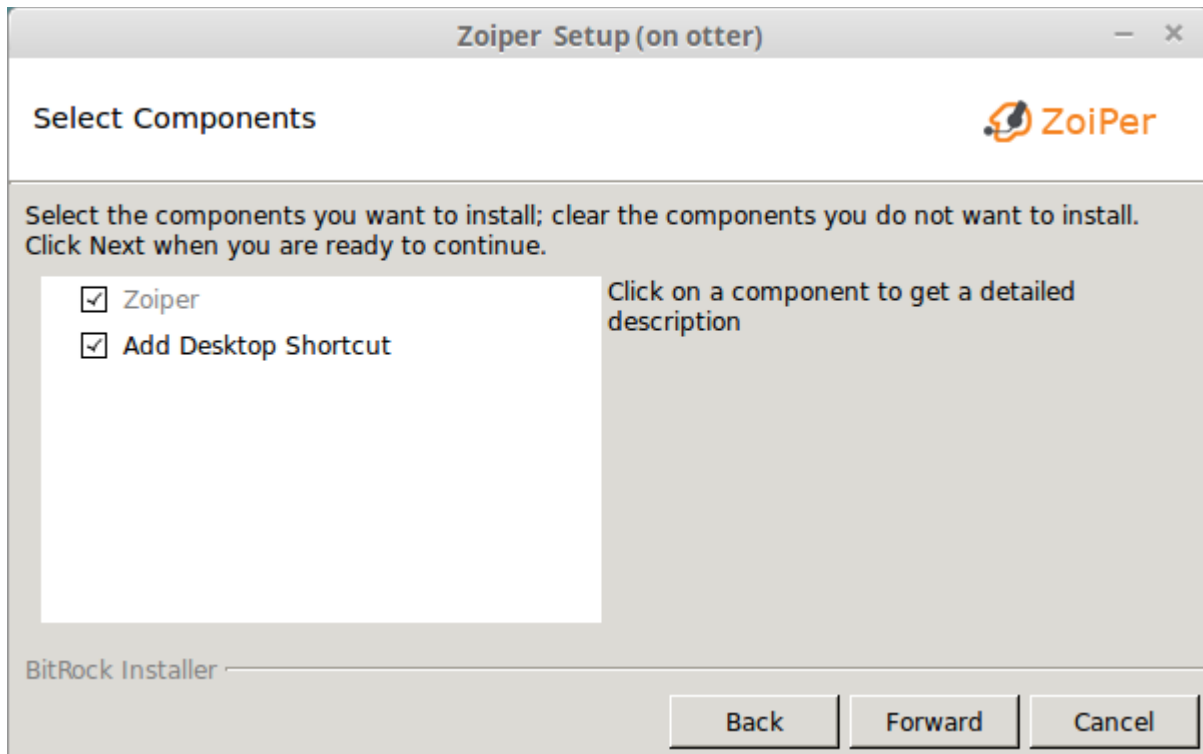 Zoiper Setup (on otter)
Select Components
ZoiPer
Select the components you want to install; clear the components you do not want to install.
Click Next when you are ready to continue.
Zoiper
Add Desktop Shortcut
Click on a component to get a detailed
description
BitRock Installer
Back
Forward
Cancel